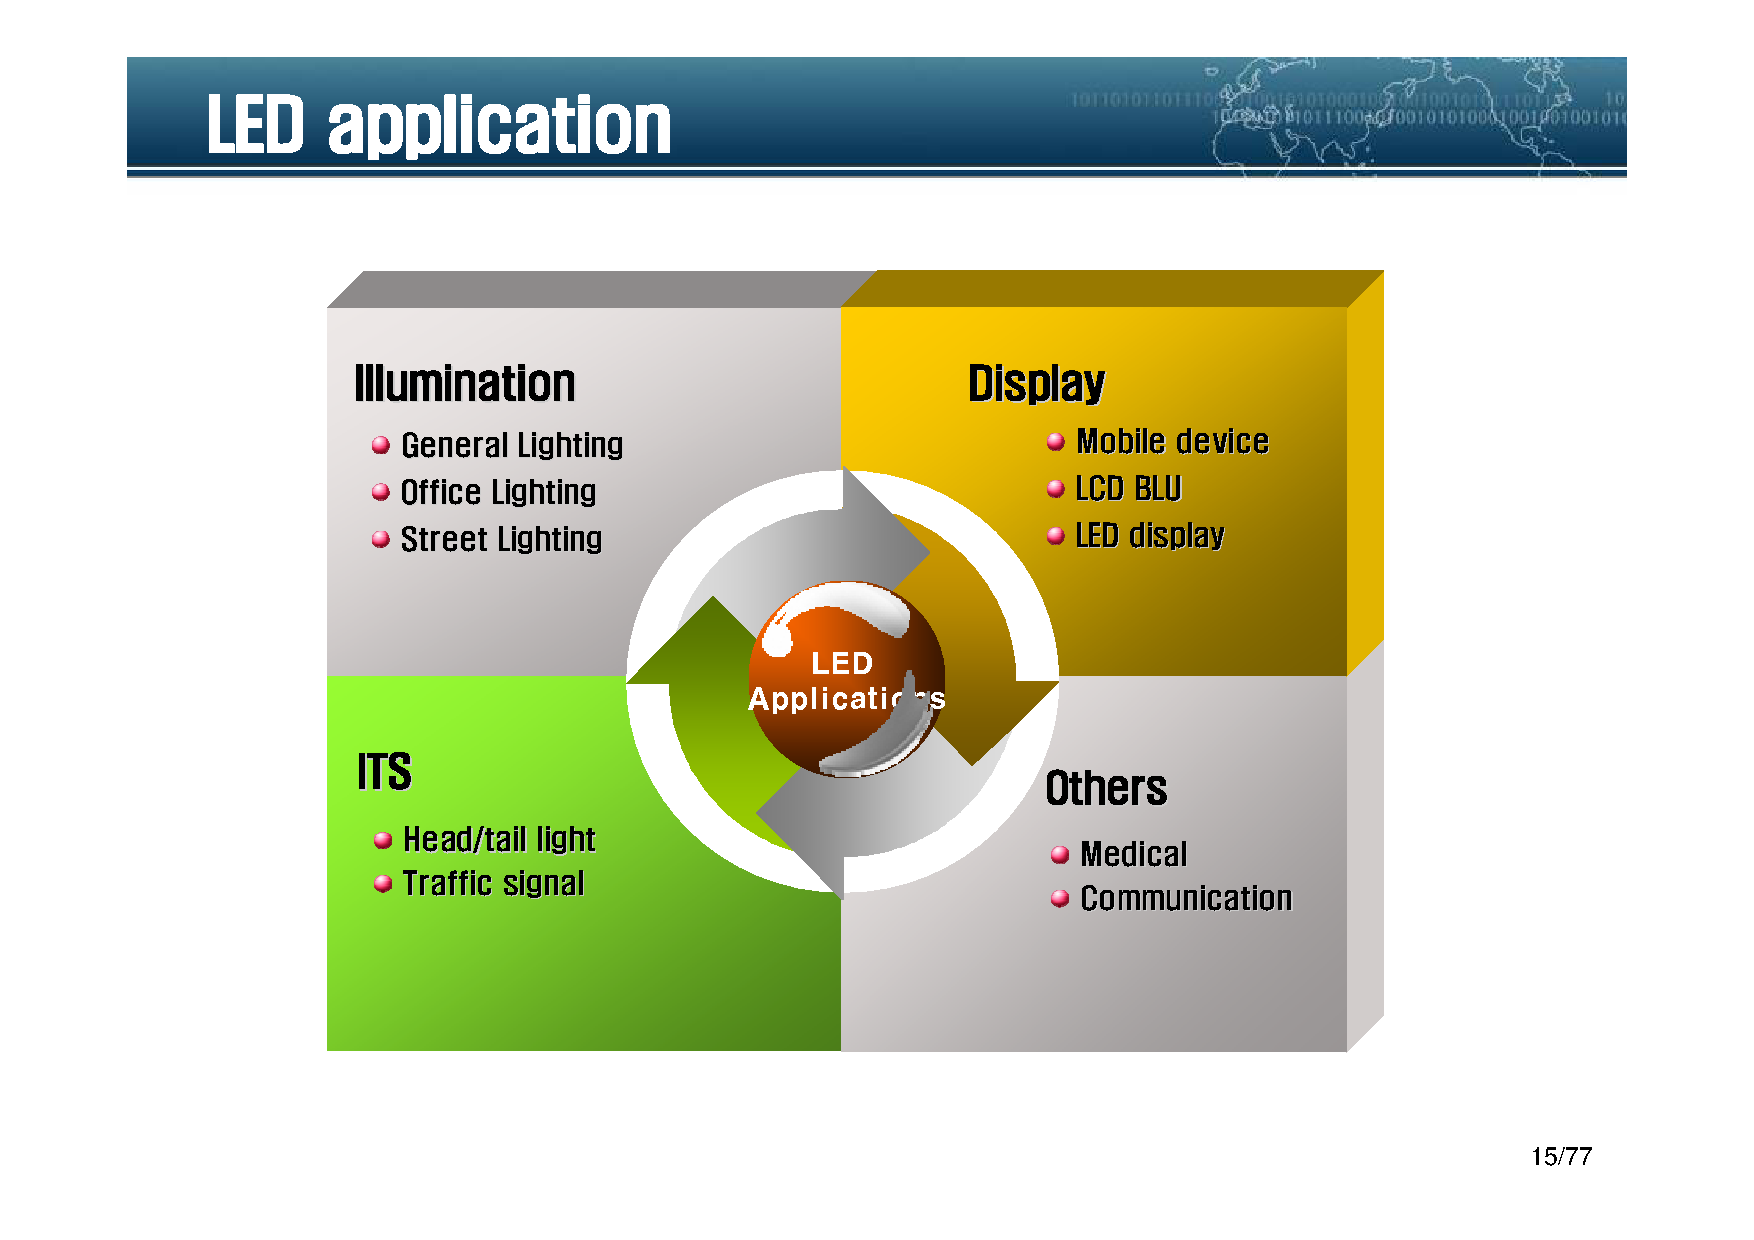 LED application
Illumination
General Lighting
Office Lighting
Street Lighting
Display
Mobile device
LCD BLU
LED display
LED
Applications
ITS
Head/tail light
Traffic signal
Others
Medical
Communication
15/77